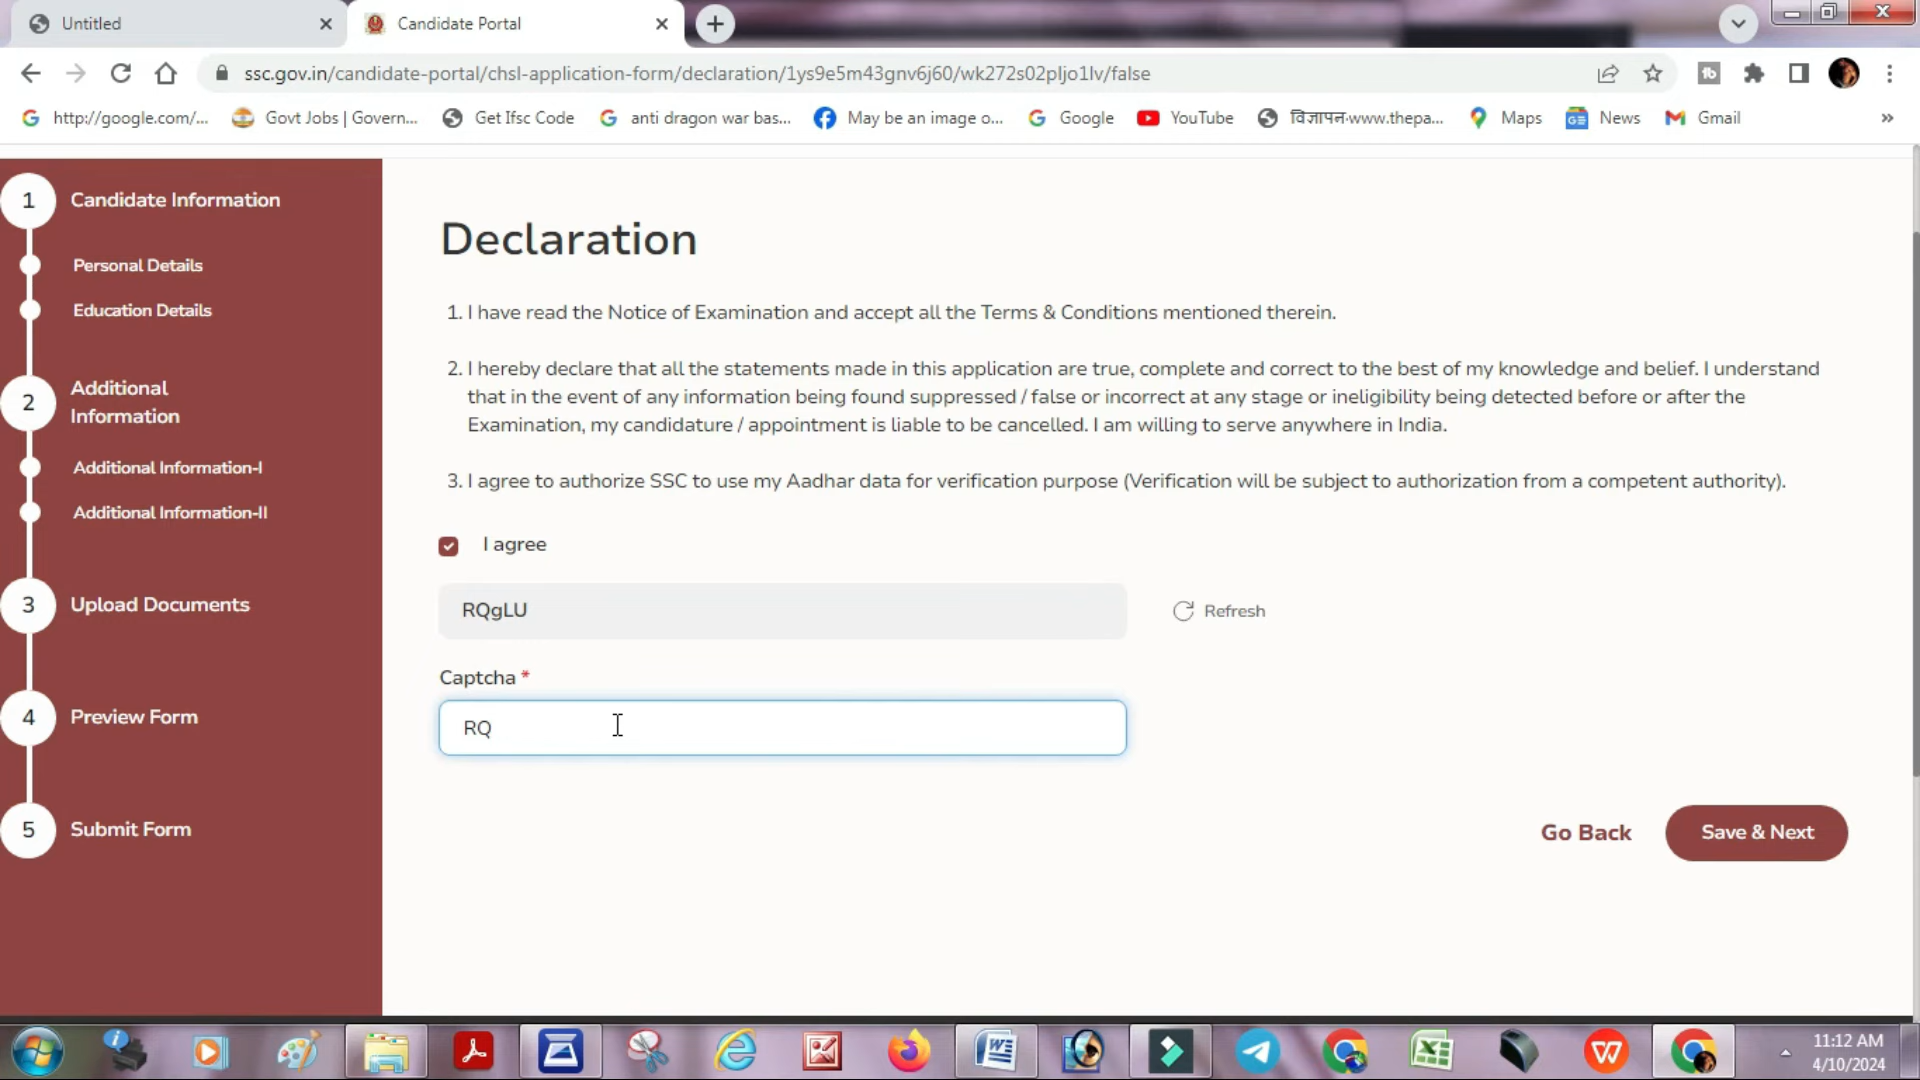 Untitled
Candidate Portal
ssc.gov.in/candidate-portal/chsl-application-form/declaration/1ys9e5m43gnv6j60/wk272s02pljo1lv/false
http://google.com/...
Govt Jobs | Govern...
Get Ifsc Code
anti dragon war bas...
May be an image o...
Google
YouTube
विज्ञापन-www.thepa...
Maps
News
Gmail
»
1 Candidate Information
Personal Details
Education Details
2 Additional
Information
Additional Information-I
Additional Information-II
3 Upload Documents
4 Preview Form
5 Submit Form
Declaration
1. I have read the Notice of Examination and accept all the Terms & Conditions mentioned therein.
2. I hereby declare that all the statements made in this application are true, complete and correct to the best of my knowledge and belief. I understand
that in the event of any information being found suppressed / false or incorrect at any stage or ineligibility being detected before or after the
Examination, my candidature / appointment is liable to be cancelled. I am willing to serve anywhere in India.
3. I agree to authorize SSC to use my Aadhar data for verification purpose (Verification will be subject to authorization from a competent authority).
I agree
RQgLU
Refresh
Captcha *
RQ
Go Back
Save & Next
11:12 AM
4/10/2024